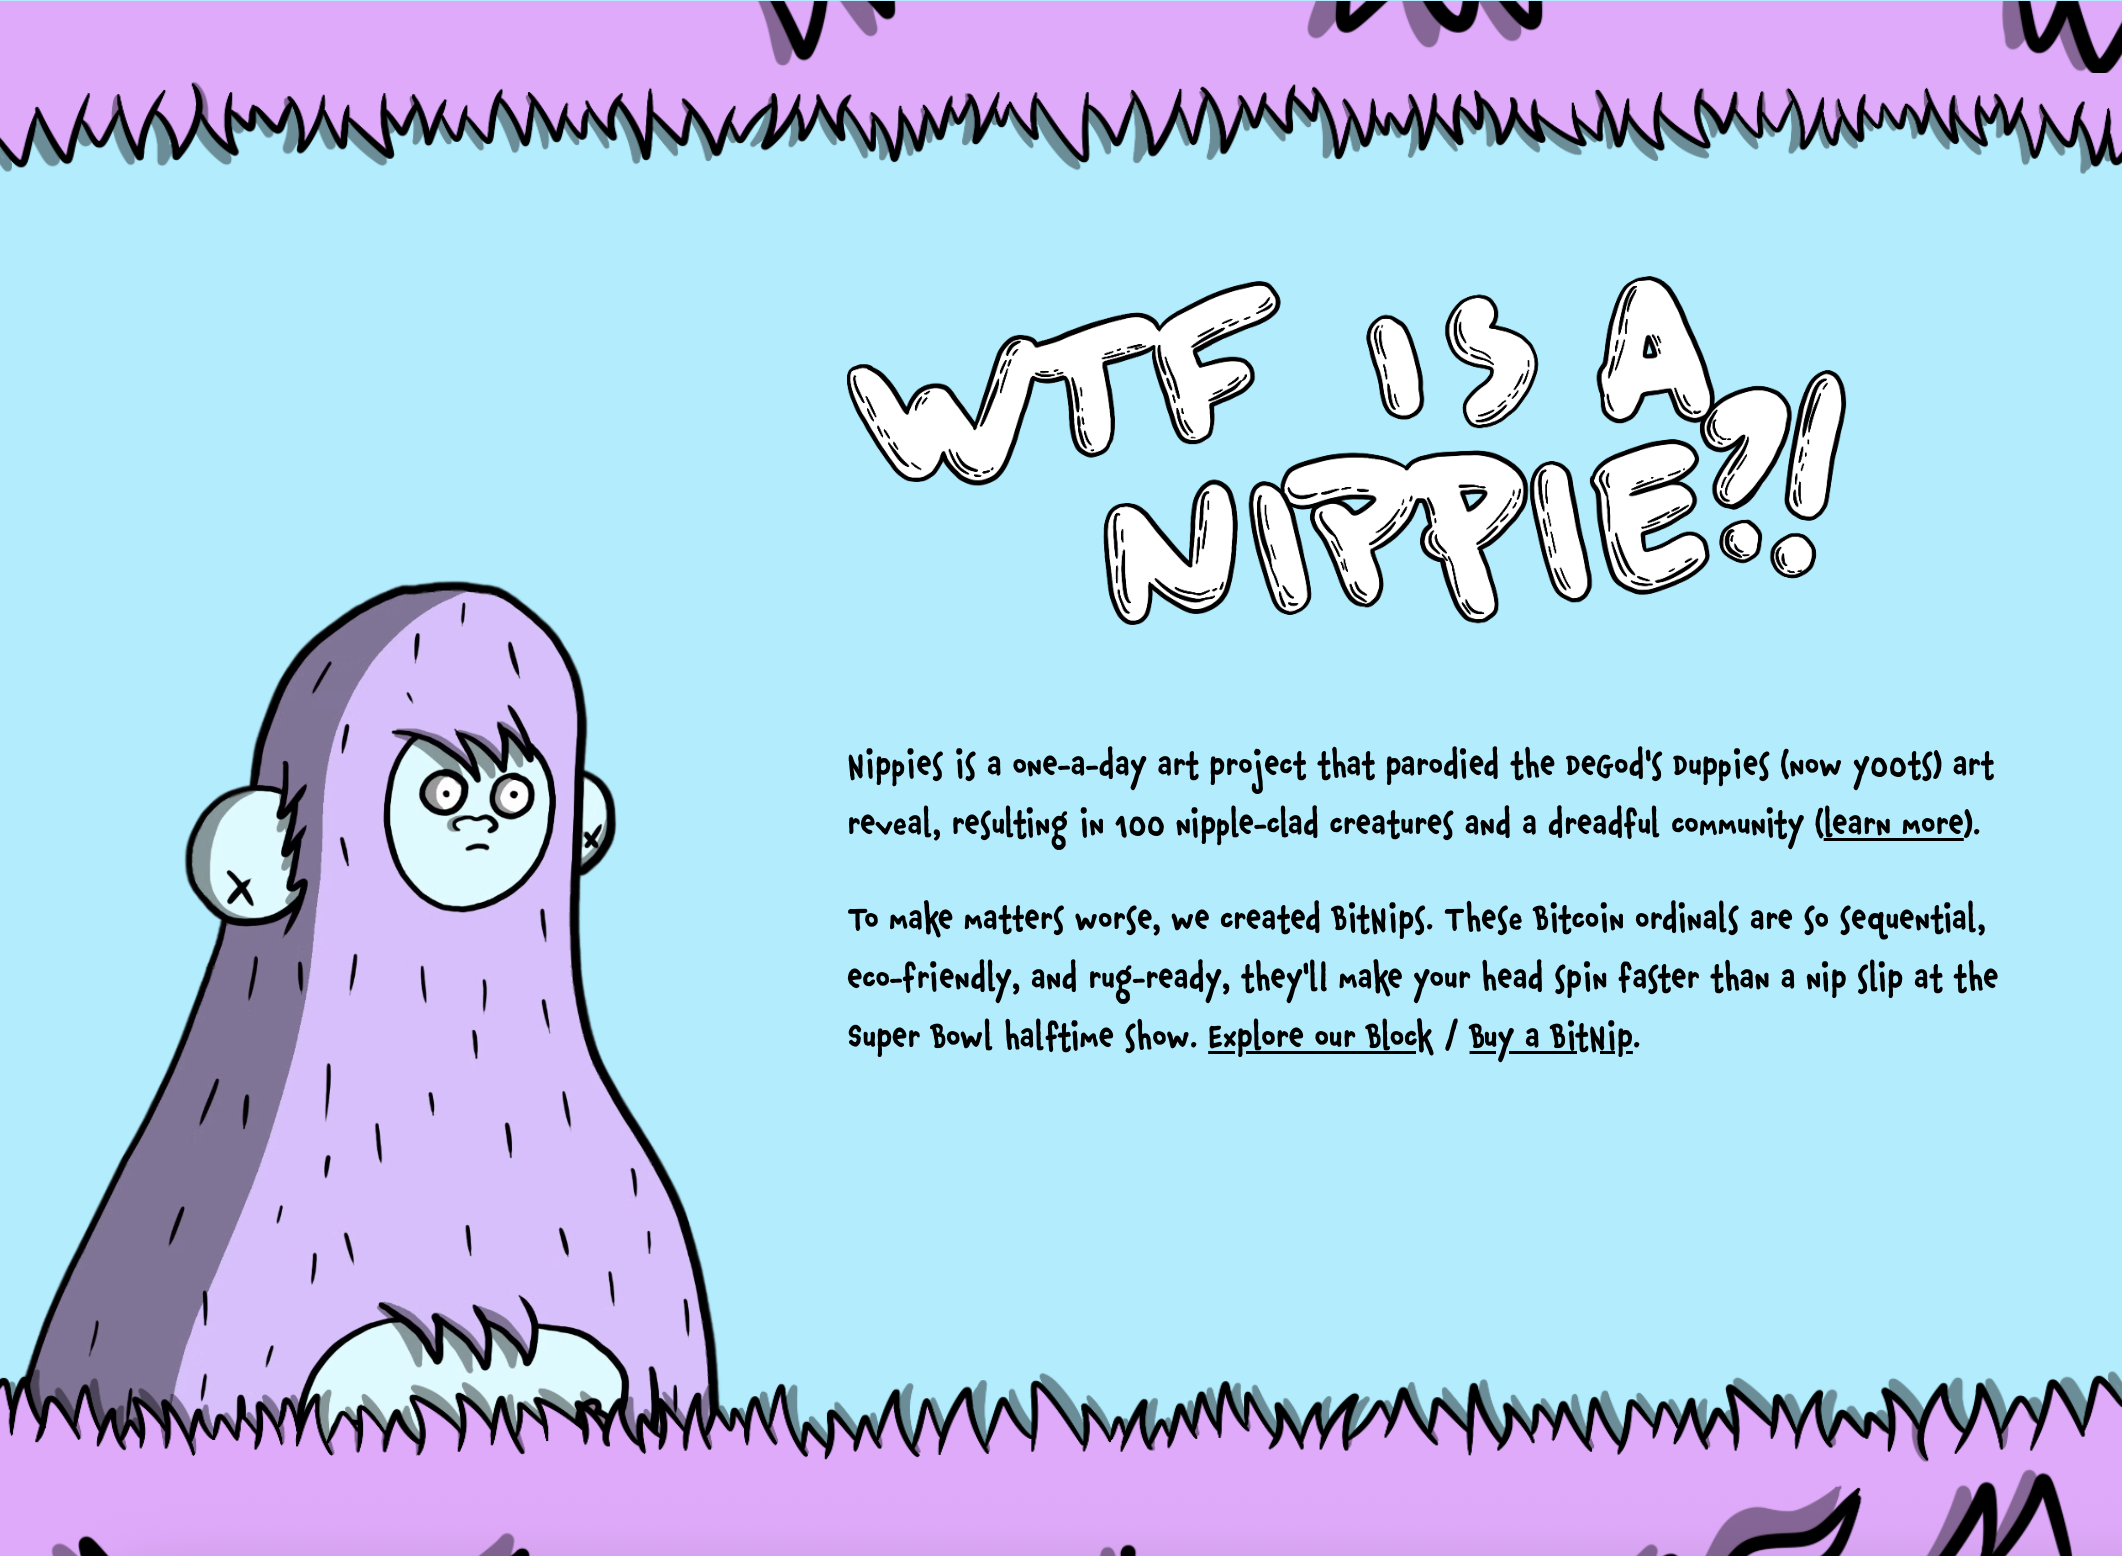 WTF IS A
NIPPIE?!
Nippies is a one-a-day art project that parodied the DeGod's Duppies (now y00ts) art
reveal, resulting in 100 nipple-clad creatures and a dreadful community (learn more).
To make matters worse, we created BitNips. These Bitcoin ordinals are so sequential,
eco-friendly, and rug-ready, they'll make your head spin faster than a nip slip at the
Super Bowl halftime show. Explore our Block / Buy a BitNip.